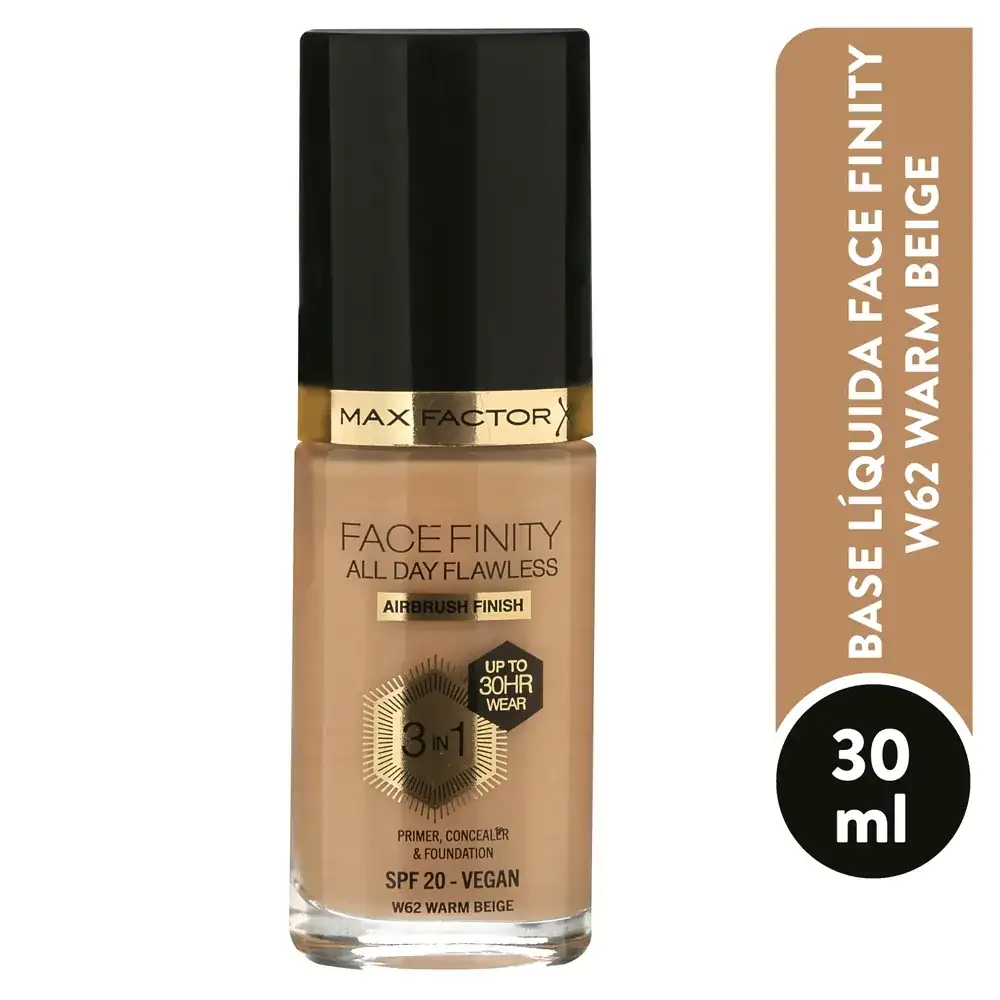 MAX FACTOR X
FACE FINITY
ALL DAY FLAWLESS
AIRBRUSH FINISH
UP TO
30HR
WEAR
3 IN 1
PRIMER, CONCEALER
& FOUNDATION
SPF 20 - VEGAN
W62 WARM BEIGE
BASE LÍQUIDA FACE FINITY
W62 WARM BEIGE
30
ml